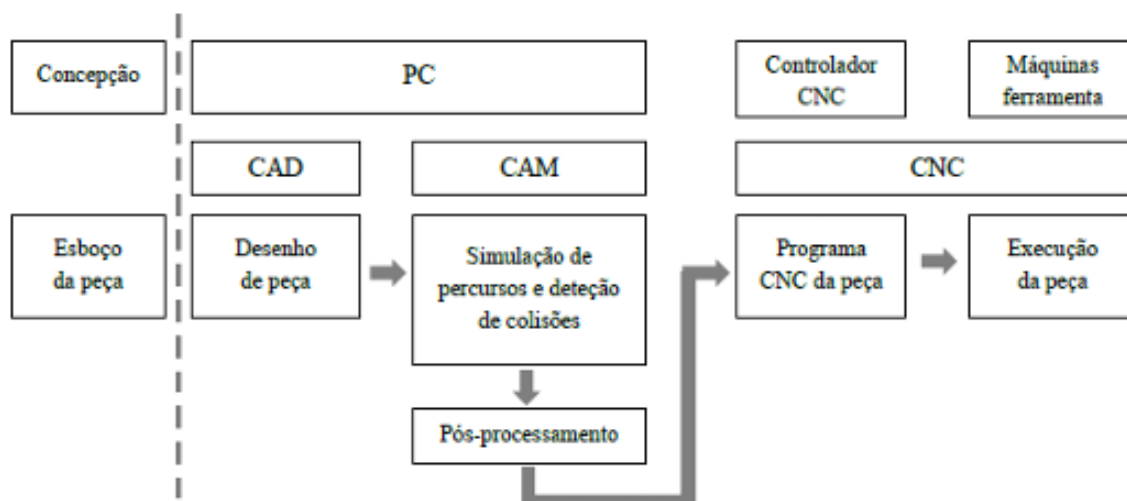 Concepção
PC
Controlador
CNC
Máquinas
ferramenta
CAD
CAM
CNC
Esboço
da peça
Desenho
de peça
Simulação de
percursos e deteção
de colisões
Programa
CNC da peça
Execução
da peça
Pós-processamento